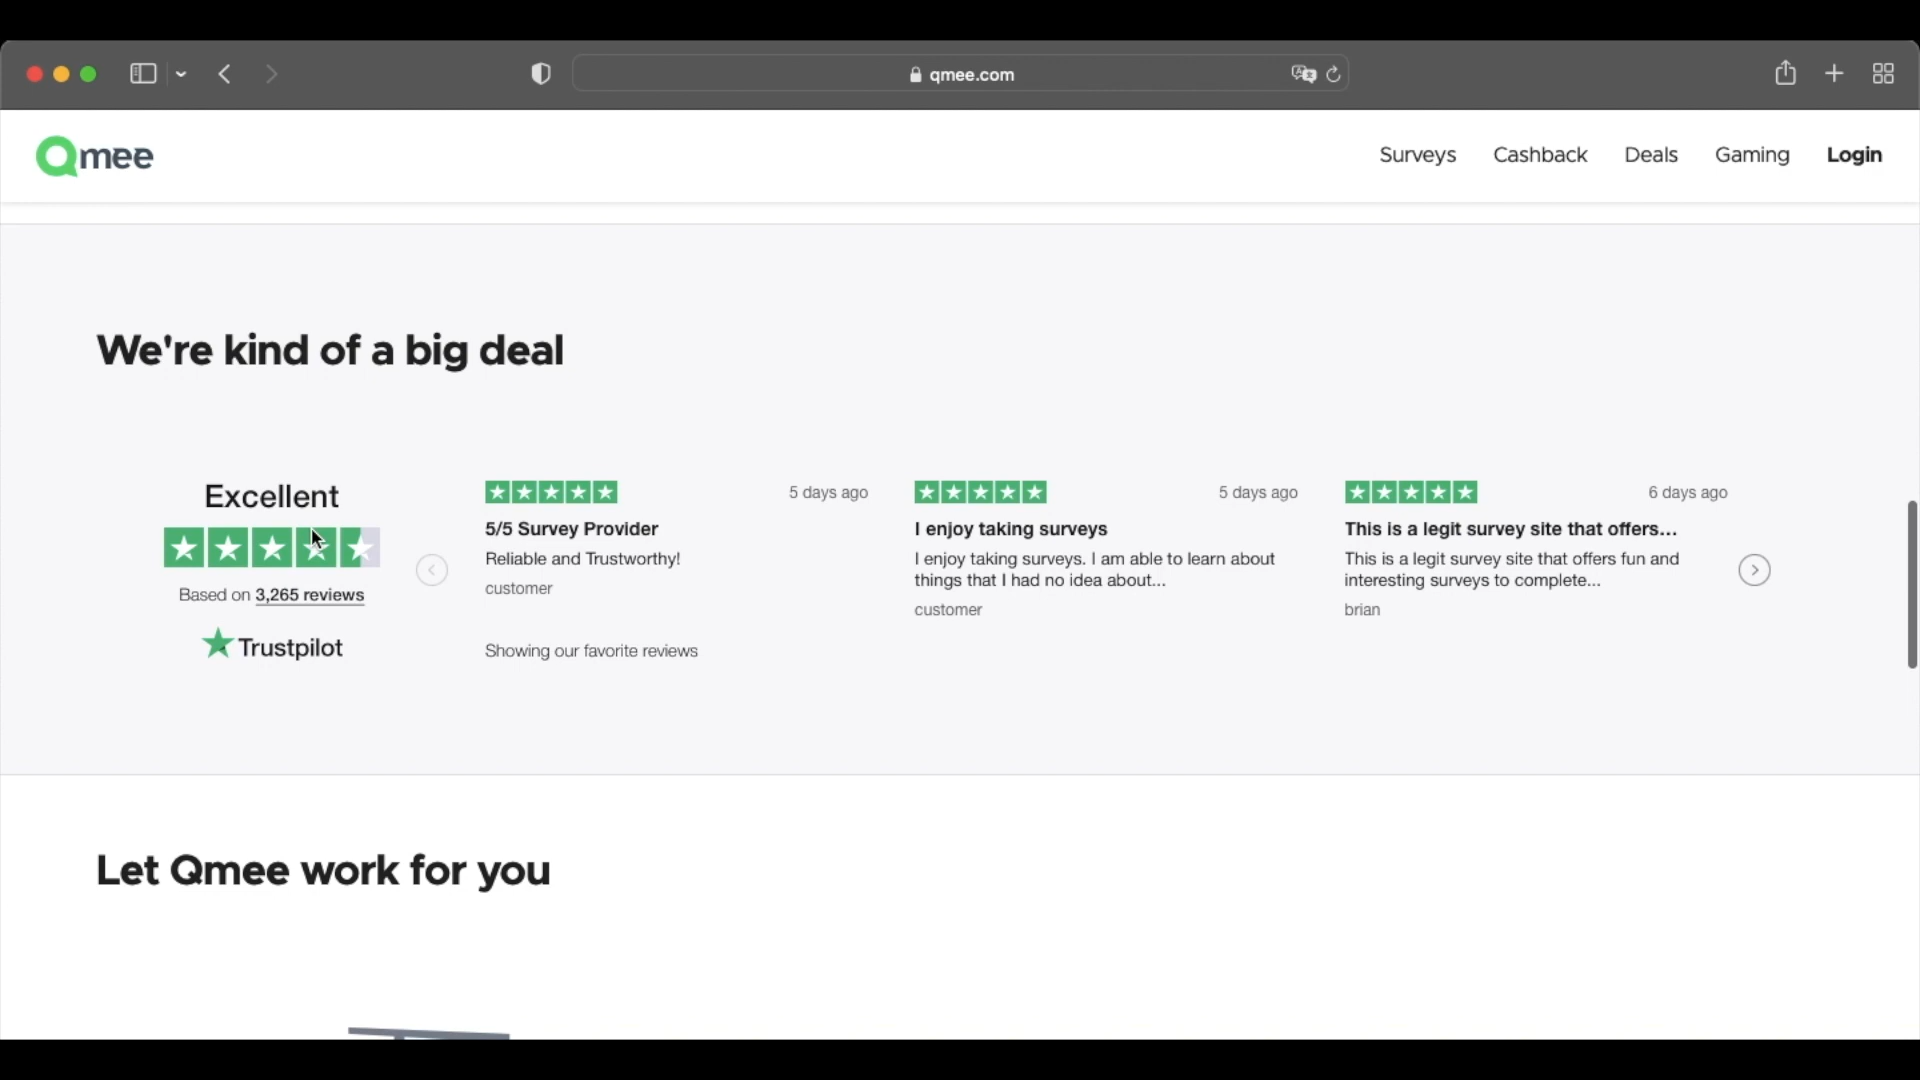 qmee.com
Qmee
Surveys
Cashback
Deals
Gaming
Login
We're kind of a big deal
Excellent
Based on 3,265 reviews
Trustpilot
5 days ago
5/5 Survey Provider
Reliable and Trustworthy!
customer
Showing our favorite reviews
5 days ago
I enjoy taking surveys
I enjoy taking surveys. I am able to learn about
things that I had no idea about...
customer
6 days ago
This is a legit survey site that offers...
This is a legit survey site that offers fun and
interesting surveys to complete...
brian
Let Qmee work for you